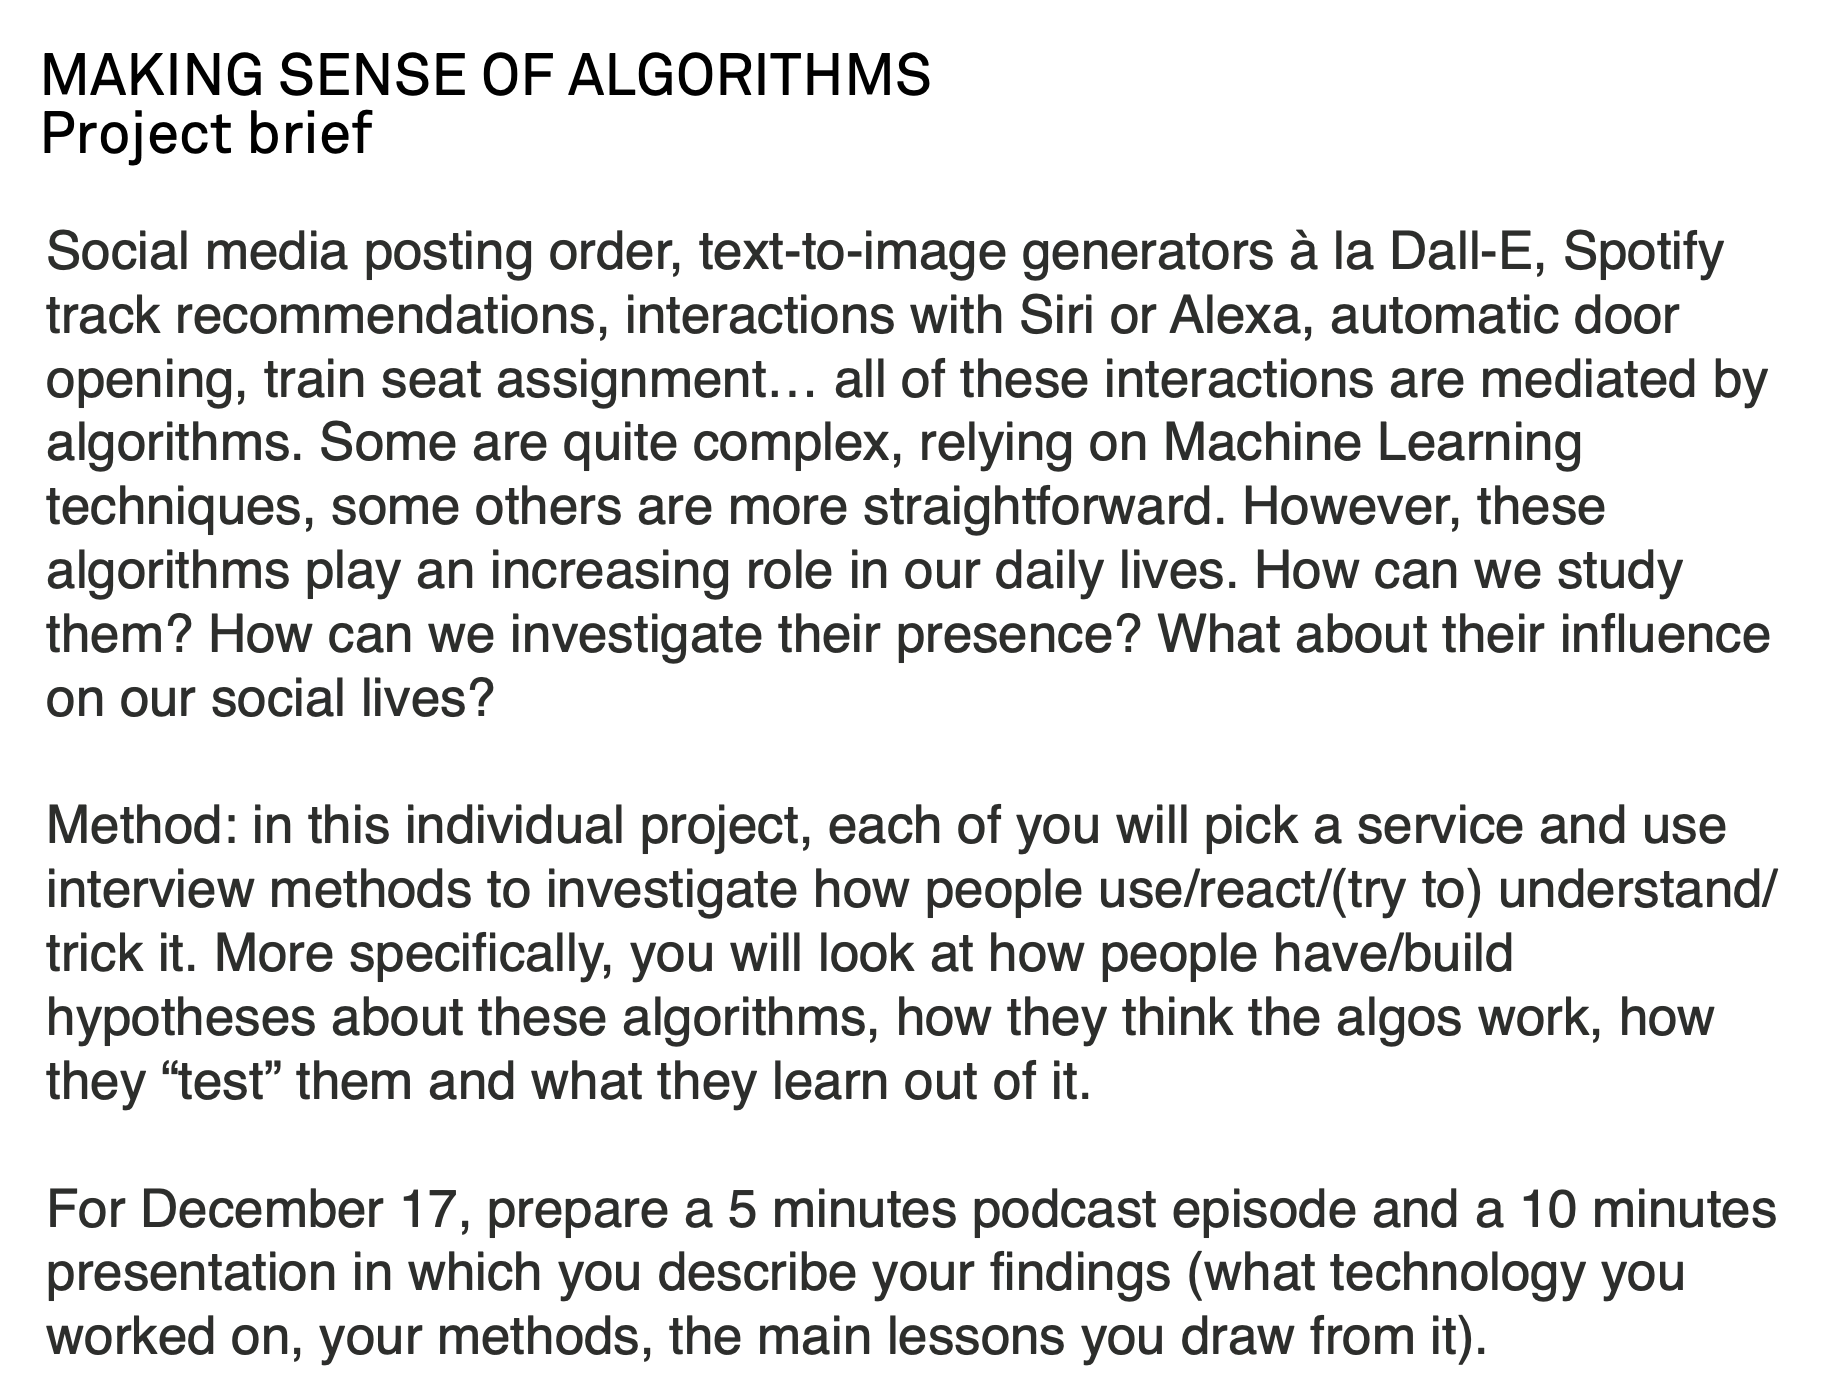 MAKING SENSE OF ALGORITHMS
Project brief
Social media posting order, text-to-image generators à la Dall-E, Spotify
track recommendations, interactions with Siri or Alexa, automatic door
opening, train seat assignment… all of these interactions are mediated by
algorithms. Some are quite complex, relying on Machine Learning
techniques, some others are more straightforward. However, these
algorithms play an increasing role in our daily lives. How can we study
them? How can we investigate their presence? What about their influence
on our social lives?
Method: in this individual project, each of you will pick a service and use
interview methods to investigate how people use/react/(try to) understand/
trick it. More specifically, you will look at how people have/build
hypotheses about these algorithms, how they think the algos work, how
they “test” them and what they learn out of it.
For December 17, prepare a 5 minutes podcast episode and a 10 minutes
presentation in which you describe your findings (what technology you
worked on, your methods, the main lessons you draw from it).